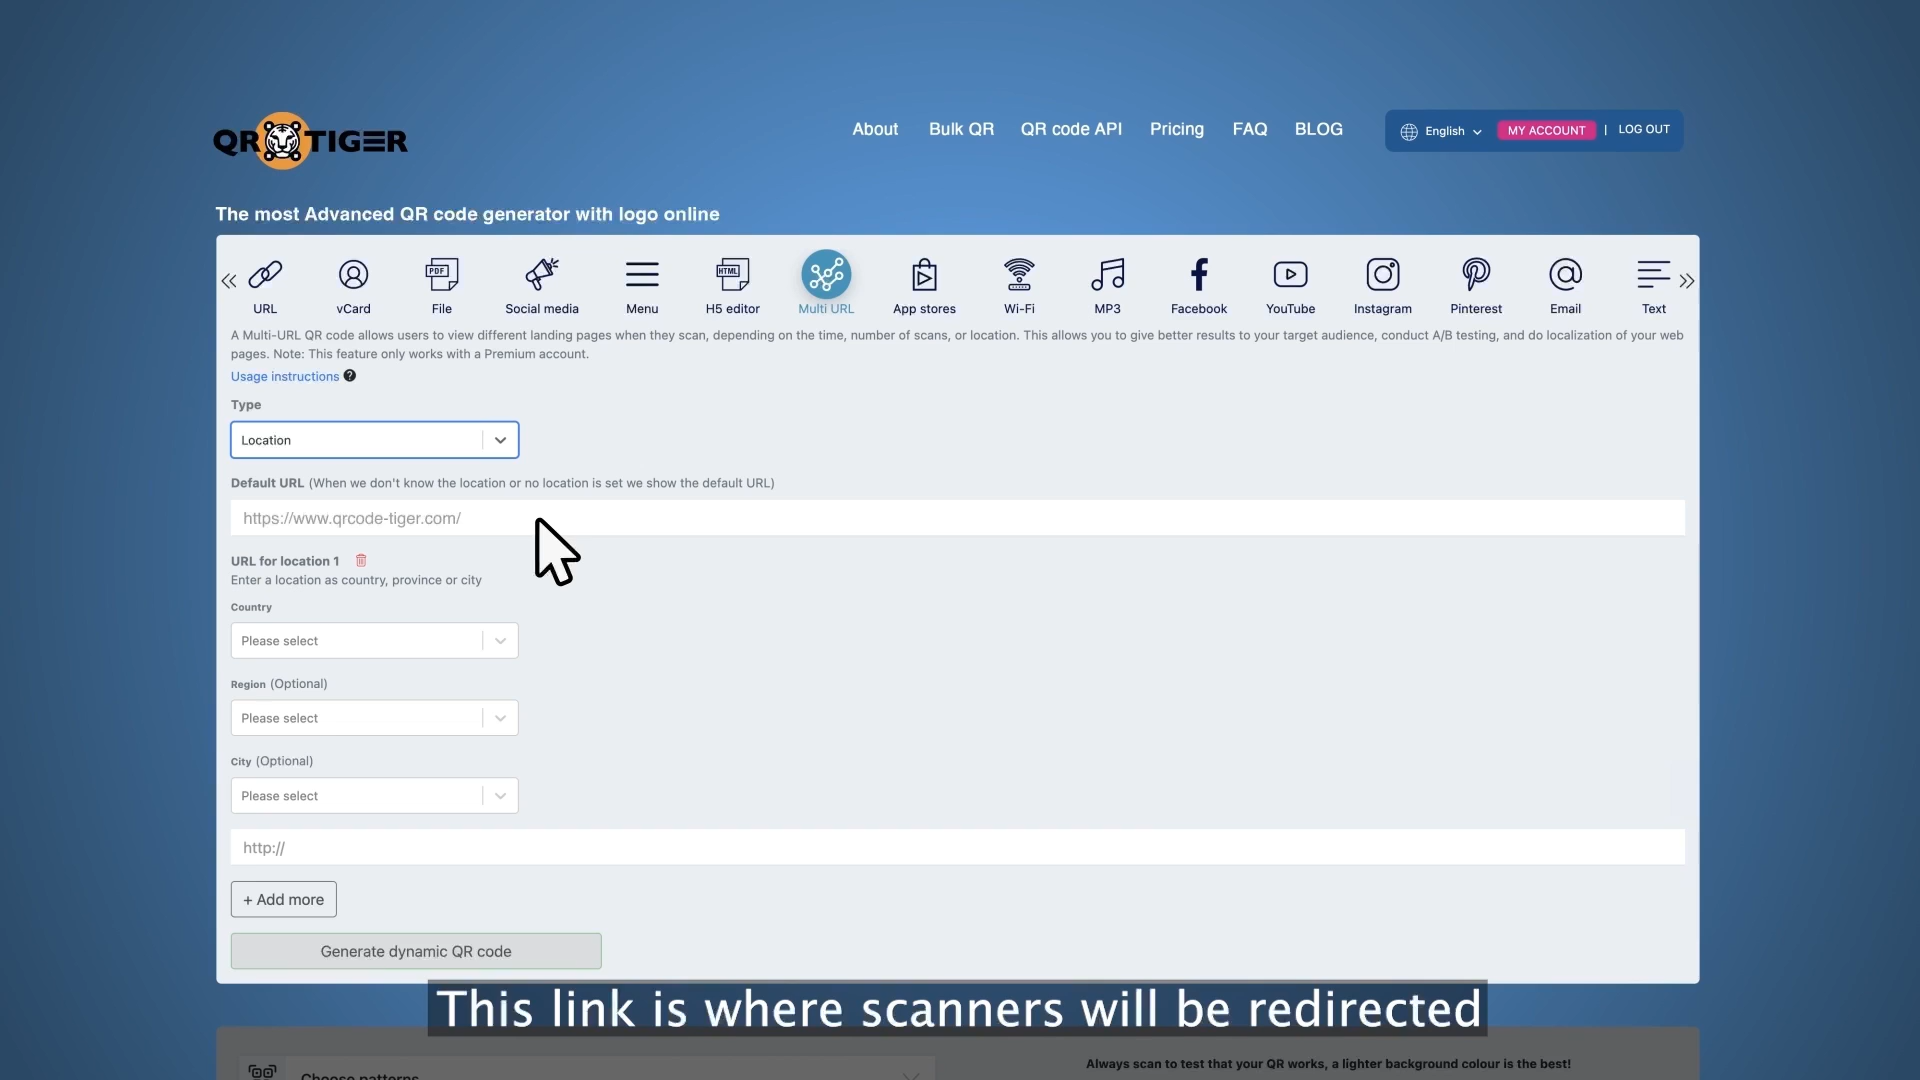 QR TIGER
About Bulk QR QR code API Pricing FAQ BLOG English MY ACCOUNT | LOG OUT
The most Advanced QR code generator with logo online
PDF HTML
URL vCard File Social media Menu H5 editor Multi URL App stores Wi-Fi MP3 Facebook YouTube Instagram Pinterest Email Text
A Multi-URL QR code allows users to view different landing pages when they scan, depending on the time, number of scans, or location. This allows you to give better results to your target audience, conduct A/B testing, and do localization of your web
pages. Note: This feature only works with a Premium account.
Usage instructions ?
Type
Location
Default URL (When we don't know the location or no location is set we show the default URL)
https://www.qrcode-tiger.com/
URL for location 1
Enter a location as country, province or city
Country
Please select
Region (Optional)
Please select
City (Optional)
Please select
http://
+ Add more
Generate dynamic QR code
This link is where scanners will be redirected
Always scan to test that your QR works, a lighter background colour is the best!
Choose patterns